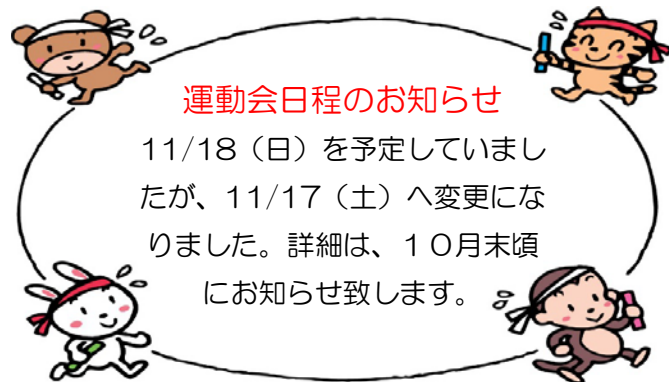 運動会日程のお知らせ
11/18（日）を予定していまし
たが、11/17（土）へ変更にな
りました。詳細は、１０月末頃
にお知らせ致します。